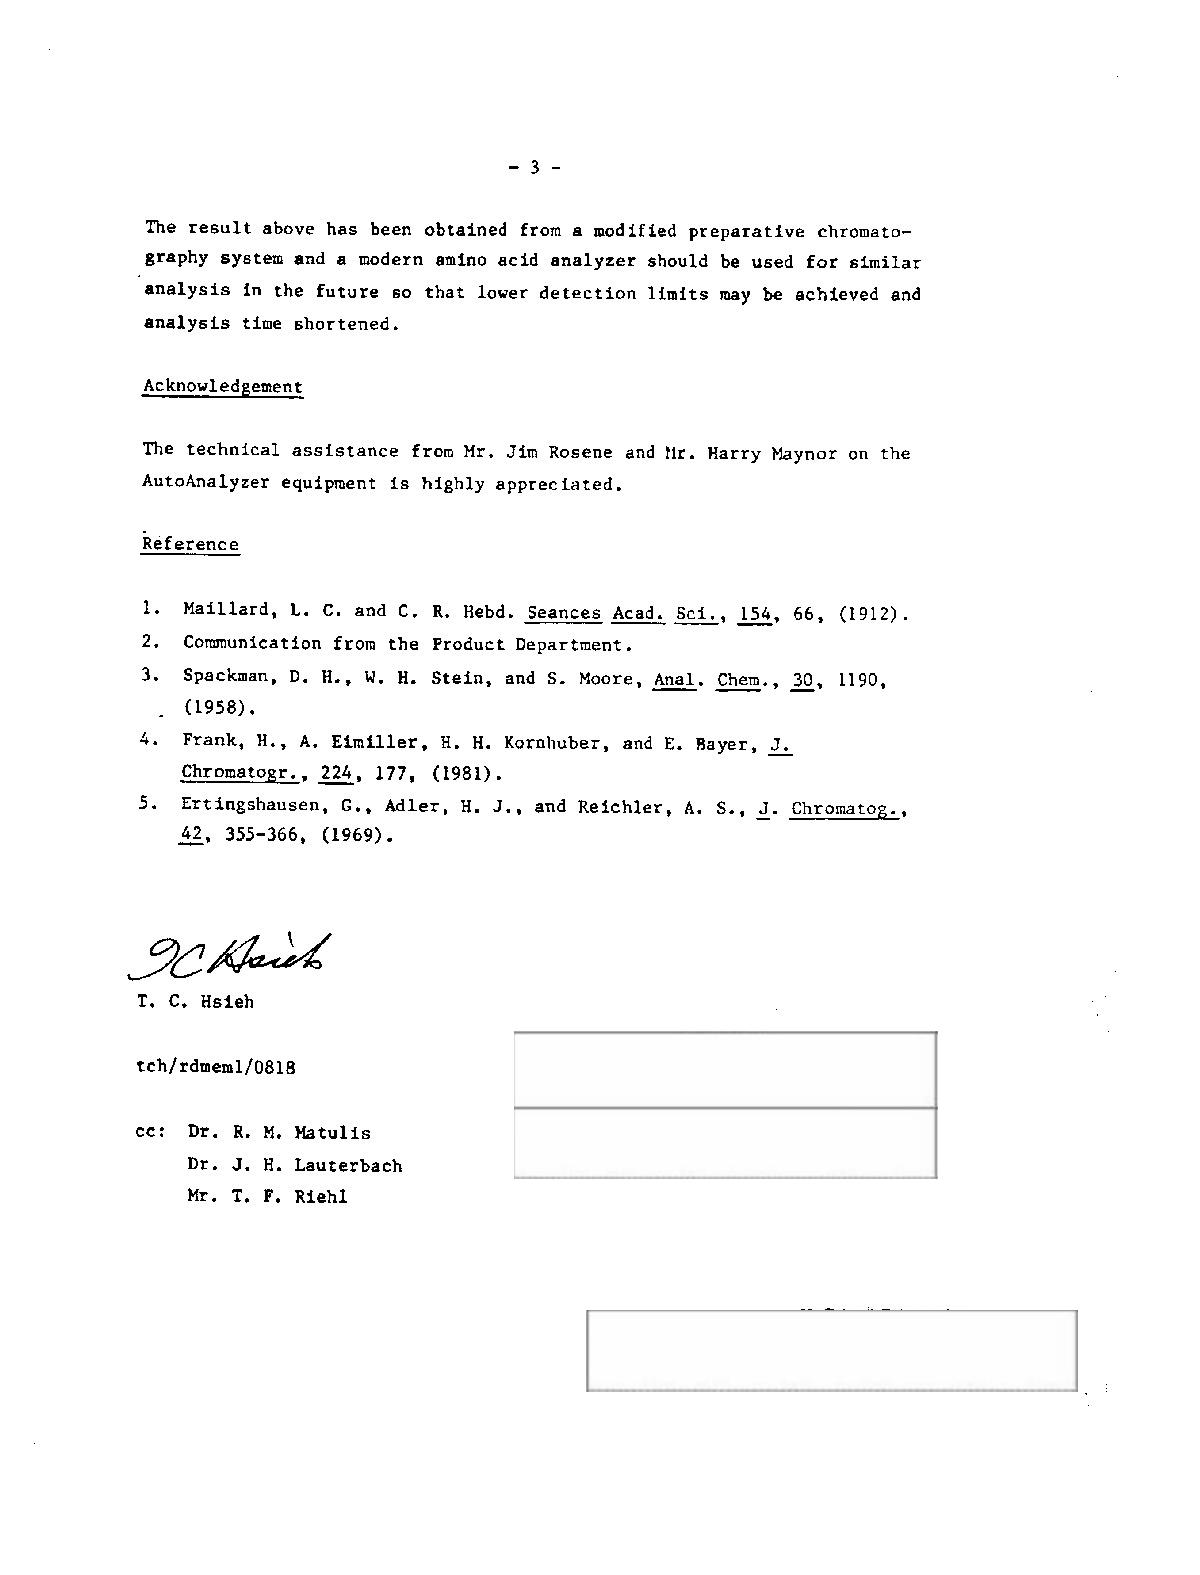 - 3 -
The result above has been obtained from a modified preparative chromato-
graphy system and a modern amino acid analyzer should be used for similar
analysis in the future so that lower detection limits may be achieved and
analysis time shortened.
Acknowledgement
The technical assistance from Mr. Jim Rosene and Mr. Harry Maynor on the
AutoAnalyzer equipment is highly appreciated.
Reference
1. Maillard, L. C. and C. R. Hebd. Seances Acad. Sci., 154, 66, (1912).
2. Communication from the Product Department.
3. Spackman, D. H., W. H. Stein, and S. Moore, Anal. Chem., 30, 1190,
(1958).
4. Frank, H., A. Eimiller, H. H. Kornhuber, and E. Bayer, J.
Chromatogr., 224, 177, (1981).
5. Ertingshausen, G., Adler, H. J., and Reichler, A. S., J. Chromatog.,
42, 355-366, (1969).
T C Hsieh
T. C. Hsieh
tch/rdmeml/0818
cc: Dr. R. M. Matulis
Dr. J. H. Lauterbach
Mr. T. F. Riehl